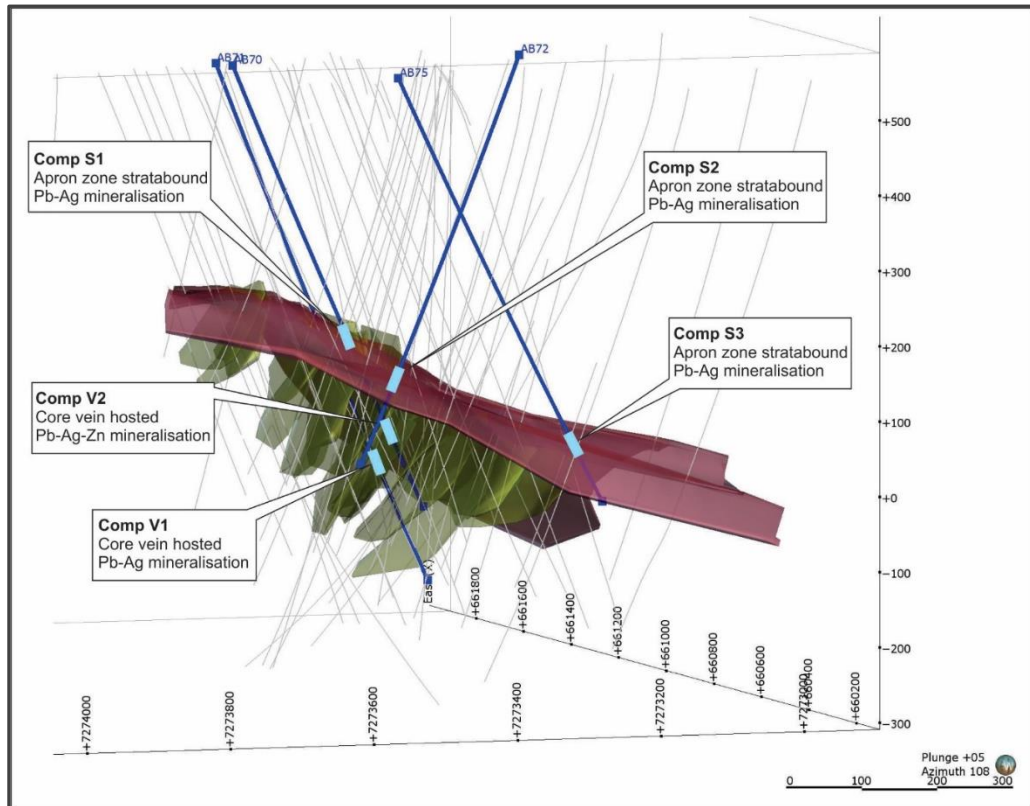 AB71
AB70
AB75
AB72
Comp S1
Apron zone stratabound
Pb-Ag mineralisation
Comp S2
Apron zone stratabound
Pb-Ag mineralisation
Comp S3
Apron zone stratabound
Pb-Ag mineralisation
Comp V2
Core vein hosted
Pb-Ag-Zn mineralisation
Comp V1
Core vein hosted
Pb-Ag mineralisation
+500
+400
+300
+200
+100
+0
−100
−200
−300
East (X)
+661800
+661600
+661400
+661200
+661000
+660800
+660600
+660400
+660200
+7274000
+7273800
+7273600
+7273400
+7273200
+7273000
Plunge +05
Azimuth 108
0 100 200 300